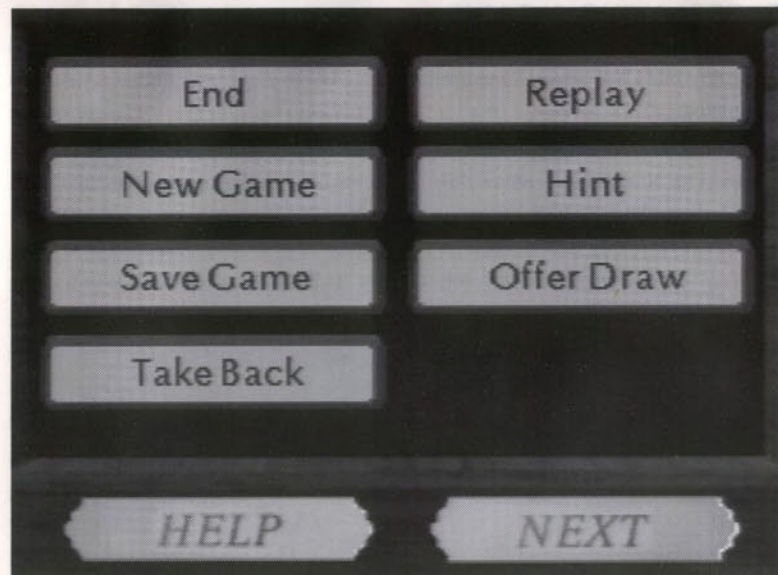 End
Replay
New Game
Hint
Save Game
Offer Draw
Take Back
HELP
NEXT